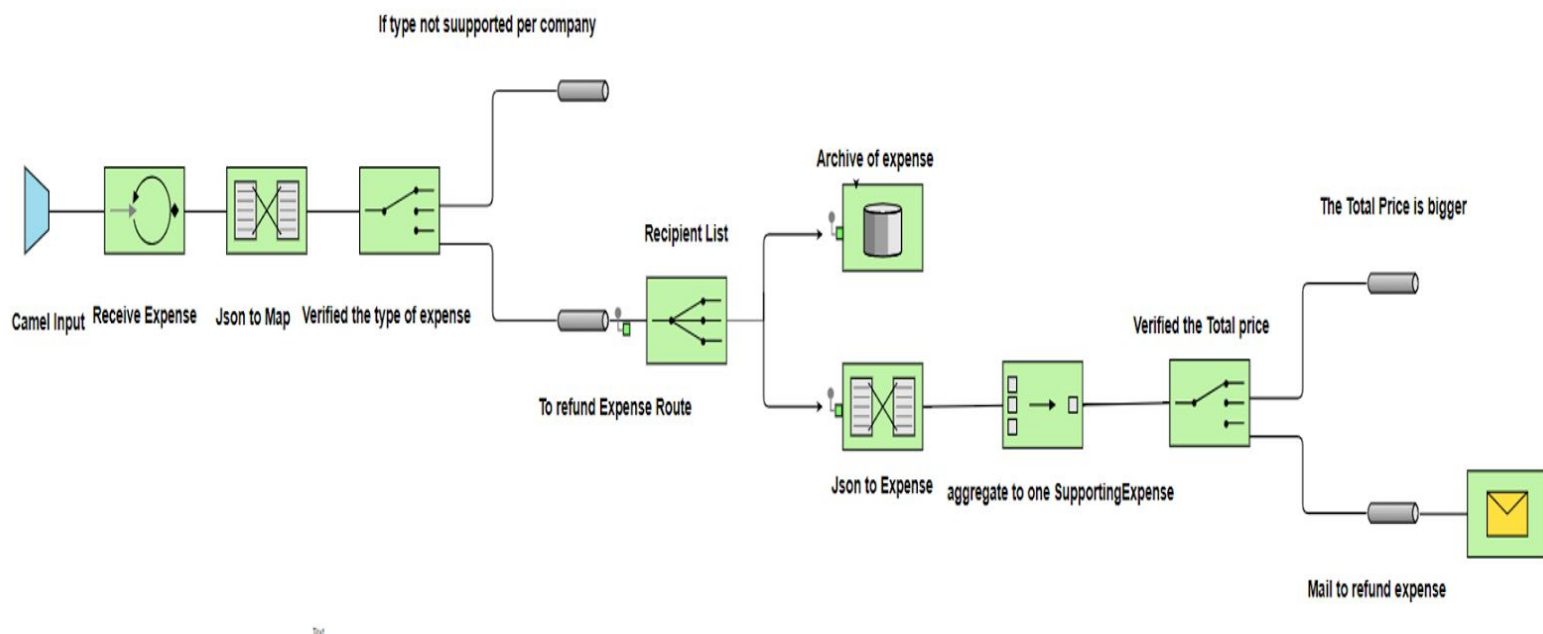 If type not suupported per company
Archive of expense
The Total Price is bigger
Recipient List
Camel Input
Receive Expense
Json to Map
Verified the type of expense
Verified the Total price
To refund Expense Route
Json to Expense
aggregate to one SupportingExpense
Mail to refund expense
Text